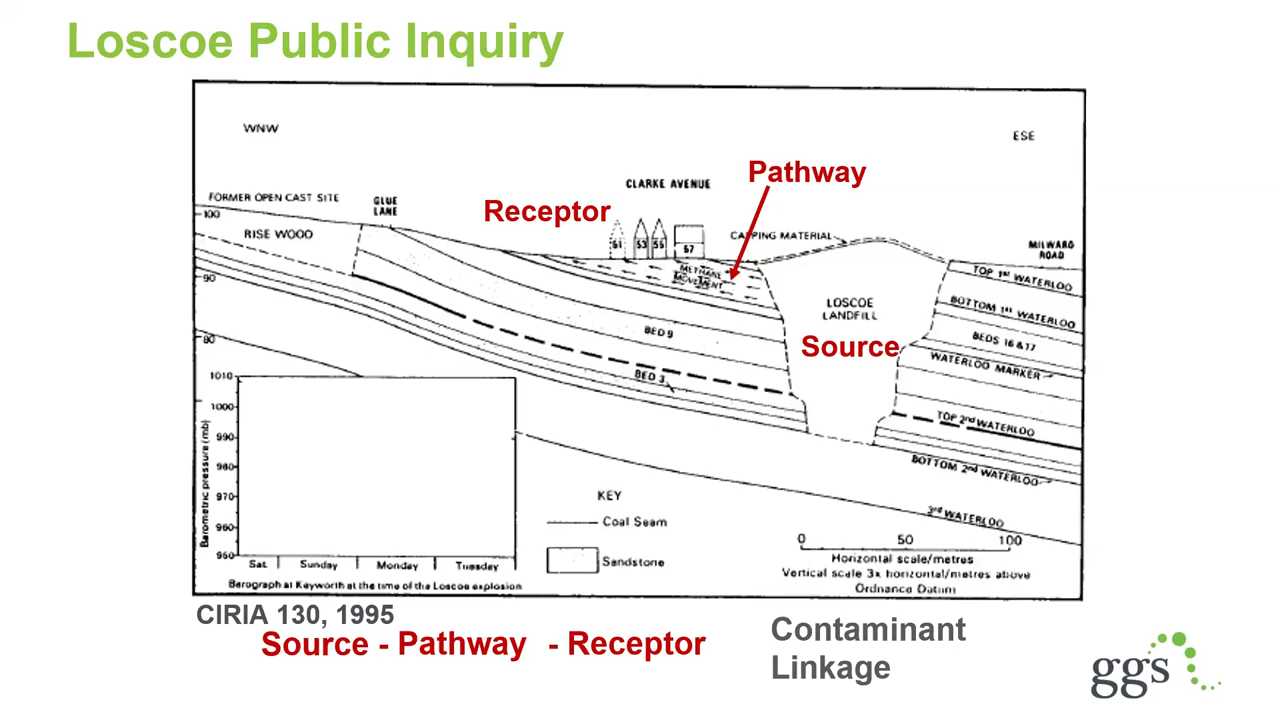 Loscoe Public Inquiry
WNW
ESE
CLARKE AVENUE
Pathway
FORMER OPEN CAST SITE
GLUE
LANE
Receptor
100
RISE WOOD
61
53
55
57
CAPPING MATERIAL
MILWARD
ROAD
METHANE
MOVEMENT
TOP 1st WATERLOO
90
LOSCOE
LANDFILL
BOTTOM 1st WATERLOO
BED 9
BEDS 16 & 17
Source
80
WATERLOO MARKER
BED 3
TOP 2nd WATERLOO
BOTTOM 2nd WATERLOO
3rd WATERLOO
1010
1000
990
980
970
960
950
Barometric pressure (mb)
Sat.
Sunday
Monday
Tuesday
Barograph at Keyworth at the time of the Loscoe explosion
KEY
Coal Seam
Sandstone
0 50 100
Horizontal scale/metres
Vertical scale 3x horizontal/metres above
Ordnance Datum
CIRIA 130, 1995
Source - Pathway - Receptor
Contaminant
Linkage
ggs